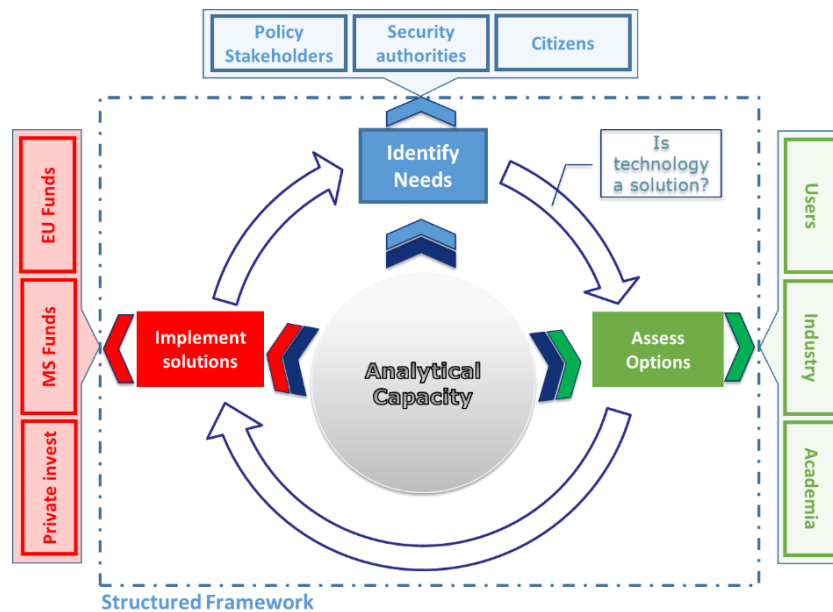 Policy
Stakeholders
Security
authorities
Citizens
Identify
Needs
Is
technology
a solution?
EU Funds
MS Funds
Private invest
Implement
solutions
Analytical
Capacity
Assess
Options
Users
Industry
Academia
Structured Framework